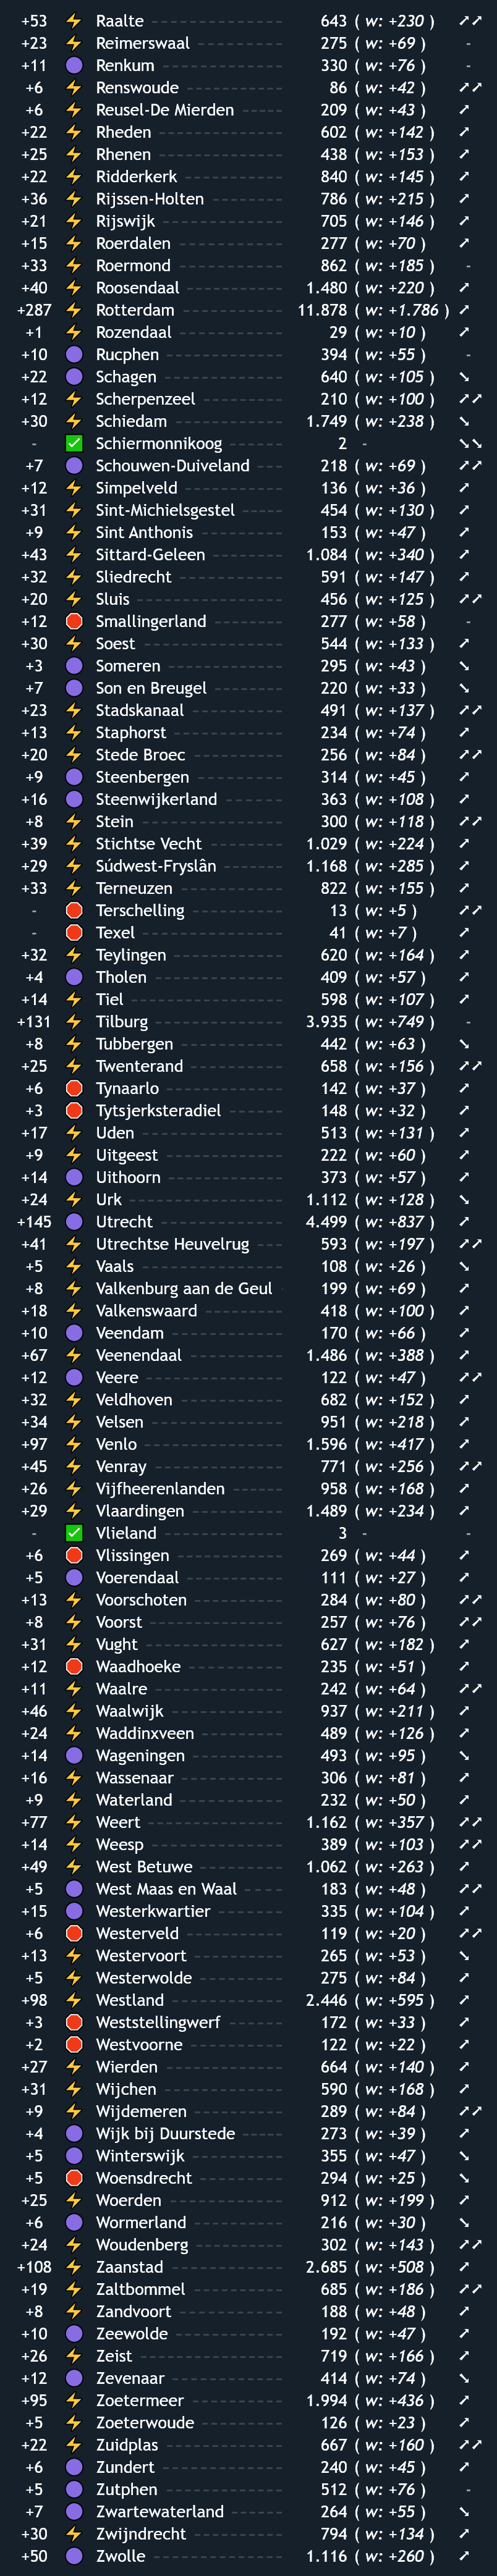 +53 ⚡ Raalte 643 ( w: +230 ) ↗↗
+23 ⚡ Reimerswaal 275 ( w: +69 ) -
+11 🟣 Renkum 330 ( w: +76 ) -
+6 ⚡ Renswoude 86 ( w: +42 ) ↗↗
+6 ⚡ Reusel-De Mierden 209 ( w: +43 ) ↗
+22 ⚡ Rheden 602 ( w: +142 ) ↗
+25 ⚡ Rhenen 438 ( w: +153 ) ↗
+22 ⚡ Ridderkerk 840 ( w: +145 ) ↗
+36 ⚡ Rijssen-Holten 786 ( w: +215 ) ↗
+21 ⚡ Rijswijk 705 ( w: +146 ) ↗
+15 ⚡ Roerdalen 277 ( w: +70 ) ↗
+33 ⚡ Roermond 862 ( w: +185 ) -
+40 ⚡ Roosendaal 1.480 ( w: +220 ) ↗
+287 ⚡ Rotterdam 11.878 ( w: +1.786 ) ↗
+1 ⚡ Rozendaal 29 ( w: +10 ) ↗
+10 🟣 Rucphen 394 ( w: +55 ) -
+22 🟣 Schagen 640 ( w: +105 ) ↘
+12 ⚡ Scherpenzeel 210 ( w: +100 ) ↗↗
+30 ⚡ Schiedam 1.749 ( w: +238 ) ↘
- ✅ Schiermonnikoog 2 - ↘↘
+7 🟣 Schouwen-Duiveland 218 ( w: +69 ) ↗↗
+12 ⚡ Simpelveld 136 ( w: +36 ) ↗
+31 ⚡ Sint-Michielsgestel 454 ( w: +130 ) ↗
+9 ⚡ Sint Anthonis 153 ( w: +47 ) ↗
+43 ⚡ Sittard-Geleen 1.084 ( w: +340 ) ↗
+32 ⚡ Sliedrecht 591 ( w: +147 ) ↗
+20 ⚡ Sluis 456 ( w: +125 ) ↗↗
+12 🛑 Smallingerland 277 ( w: +58 ) -
+30 ⚡ Soest 544 ( w: +133 ) ↗
+3 🟣 Someren 295 ( w: +43 ) ↘
+7 🟣 Son en Breugel 220 ( w: +33 ) ↘
+23 ⚡ Stadskanaal 491 ( w: +137 ) ↗↗
+13 ⚡ Staphorst 234 ( w: +74 ) ↗
+20 ⚡ Stede Broec 256 ( w: +84 ) ↗↗
+9 🟣 Steenbergen 314 ( w: +45 ) ↗
+16 🟣 Steenwijkerland 363 ( w: +108 ) ↗
+8 ⚡ Stein 300 ( w: +118 ) ↗↗
+39 ⚡ Stichtse Vecht 1.029 ( w: +224 ) ↗
+29 ⚡ Súdwest-Fryslân 1.168 ( w: +285 ) ↗
+33 ⚡ Terneuzen 822 ( w: +155 ) ↗
- 🛑 Terschelling 13 ( w: +5 ) ↗↗
- 🛑 Texel 41 ( w: +7 ) ↗
+32 ⚡ Teylingen 620 ( w: +164 ) ↗
+4 🟣 Tholen 409 ( w: +57 ) ↗
+14 ⚡ Tiel 598 ( w: +107 ) ↗
+131 ⚡ Tilburg 3.935 ( w: +749 ) -
+8 ⚡ Tubbergen 442 ( w: +63 ) ↘
+25 ⚡ Twenterand 658 ( w: +156 ) ↗↗
+6 🛑 Tynaarlo 142 ( w: +37 ) ↗
+3 🛑 Tytsjerksteradiel 148 ( w: +32 ) ↗
+17 ⚡ Uden 513 ( w: +131 ) ↗
+9 ⚡ Uitgeest 222 ( w: +60 ) ↗
+14 🟣 Uithoorn 373 ( w: +57 ) ↗
+24 ⚡ Urk 1.112 ( w: +128 ) ↘
+145 🟣 Utrecht 4.499 ( w: +837 ) ↗
+41 ⚡ Utrechtse Heuvelrug 593 ( w: +197 ) ↗↗
+5 ⚡ Vaals 108 ( w: +26 ) ↘
+8 ⚡ Valkenburg aan de Geul 199 ( w: +69 ) ↗
+18 ⚡ Valkenswaard 418 ( w: +100 ) ↗
+10 🟣 Veendam 170 ( w: +66 ) ↗
+67 ⚡ Veenendaal 1.486 ( w: +388 ) ↗
+12 🟣 Veere 122 ( w: +47 ) ↗↗
+32 ⚡ Veldhoven 682 ( w: +152 ) ↗
+34 ⚡ Velsen 951 ( w: +218 ) ↗
+97 ⚡ Venlo 1.596 ( w: +417 ) ↗
+45 ⚡ Venray 771 ( w: +256 ) ↗↗
+26 ⚡ Vijfheerenlanden 958 ( w: +168 ) ↗
+29 ⚡ Vlaardingen 1.489 ( w: +234 ) ↗
- ✅ Vlieland 3 - -
+6 🛑 Vlissingen 269 ( w: +44 ) ↗
+5 🟣 Voerendaal 111 ( w: +27 ) ↗
+13 ⚡ Voorschoten 284 ( w: +80 ) ↗↗
+8 ⚡ Voorst 257 ( w: +76 ) ↗↗
+31 ⚡ Vught 627 ( w: +182 ) ↗
+12 🛑 Waadhoeke 235 ( w: +51 ) ↗
+11 ⚡ Waalre 242 ( w: +64 ) ↗↗
+46 ⚡ Waalwijk 937 ( w: +211 ) ↗
+24 ⚡ Waddinxveen 489 ( w: +126 ) ↗
+14 🟣 Wageningen 493 ( w: +95 ) ↘
+16 ⚡ Wassenaar 306 ( w: +81 ) ↗
+9 ⚡ Waterland 232 ( w: +50 ) ↗
+77 ⚡ Weert 1.162 ( w: +357 ) ↗↗
+14 ⚡ Weesp 389 ( w: +103 ) ↗↗
+49 ⚡ West Betuwe 1.062 ( w: +263 ) ↗
+5 🟣 West Maas en Waal 183 ( w: +48 ) ↗↗
+15 🟣 Westerkwartier 335 ( w: +104 ) ↗
+6 🛑 Westerveld 119 ( w: +20 ) ↗↗
+13 ⚡ Westervoort 265 ( w: +53 ) ↘
+5 ⚡ Westerwolde 275 ( w: +84 ) ↗
+98 ⚡ Westland 2.446 ( w: +595 ) ↗
+3 🛑 Weststellingwerf 172 ( w: +33 ) ↗
+2 🛑 Westvoorne 122 ( w: +22 ) ↗
+27 ⚡ Wierden 664 ( w: +140 ) ↗
+31 ⚡ Wijchen 590 ( w: +168 ) ↗
+9 ⚡ Wijdemeren 289 ( w: +84 ) ↗↗
+4 🟣 Wijk bij Duurstede 273 ( w: +39 ) ↗
+5 🟣 Winterswijk 355 ( w: +47 ) ↘
+5 🛑 Woensdrecht 294 ( w: +25 ) ↘
+25 ⚡ Woerden 912 ( w: +199 ) ↗
+6 🟣 Wormerland 216 ( w: +30 ) ↘
+24 ⚡ Woudenberg 302 ( w: +143 ) ↗↗
+108 ⚡ Zaanstad 2.685 ( w: +508 ) ↗
+19 ⚡ Zaltbommel 685 ( w: +186 ) ↗↗
+8 ⚡ Zandvoort 188 ( w: +48 ) ↗
+10 🟣 Zeewolde 192 ( w: +47 ) ↗
+26 ⚡ Zeist 719 ( w: +166 ) ↗
+12 🟣 Zevenaar 414 ( w: +74 ) ↘
+95 ⚡ Zoetermeer 1.994 ( w: +436 ) ↗
+5 ⚡ Zoeterwoude 126 ( w: +23 ) ↗
+22 ⚡ Zuidplas 667 ( w: +160 ) ↗↗
+6 🟣 Zundert 240 ( w: +45 ) ↗
+5 🟣 Zutphen 512 ( w: +76 ) -
+7 🟣 Zwartewaterland 264 ( w: +55 ) ↘
+30 ⚡ Zwijndrecht 794 ( w: +134 ) ↗
+50 🟣 Zwolle 1.116 ( w: +260 ) ↗